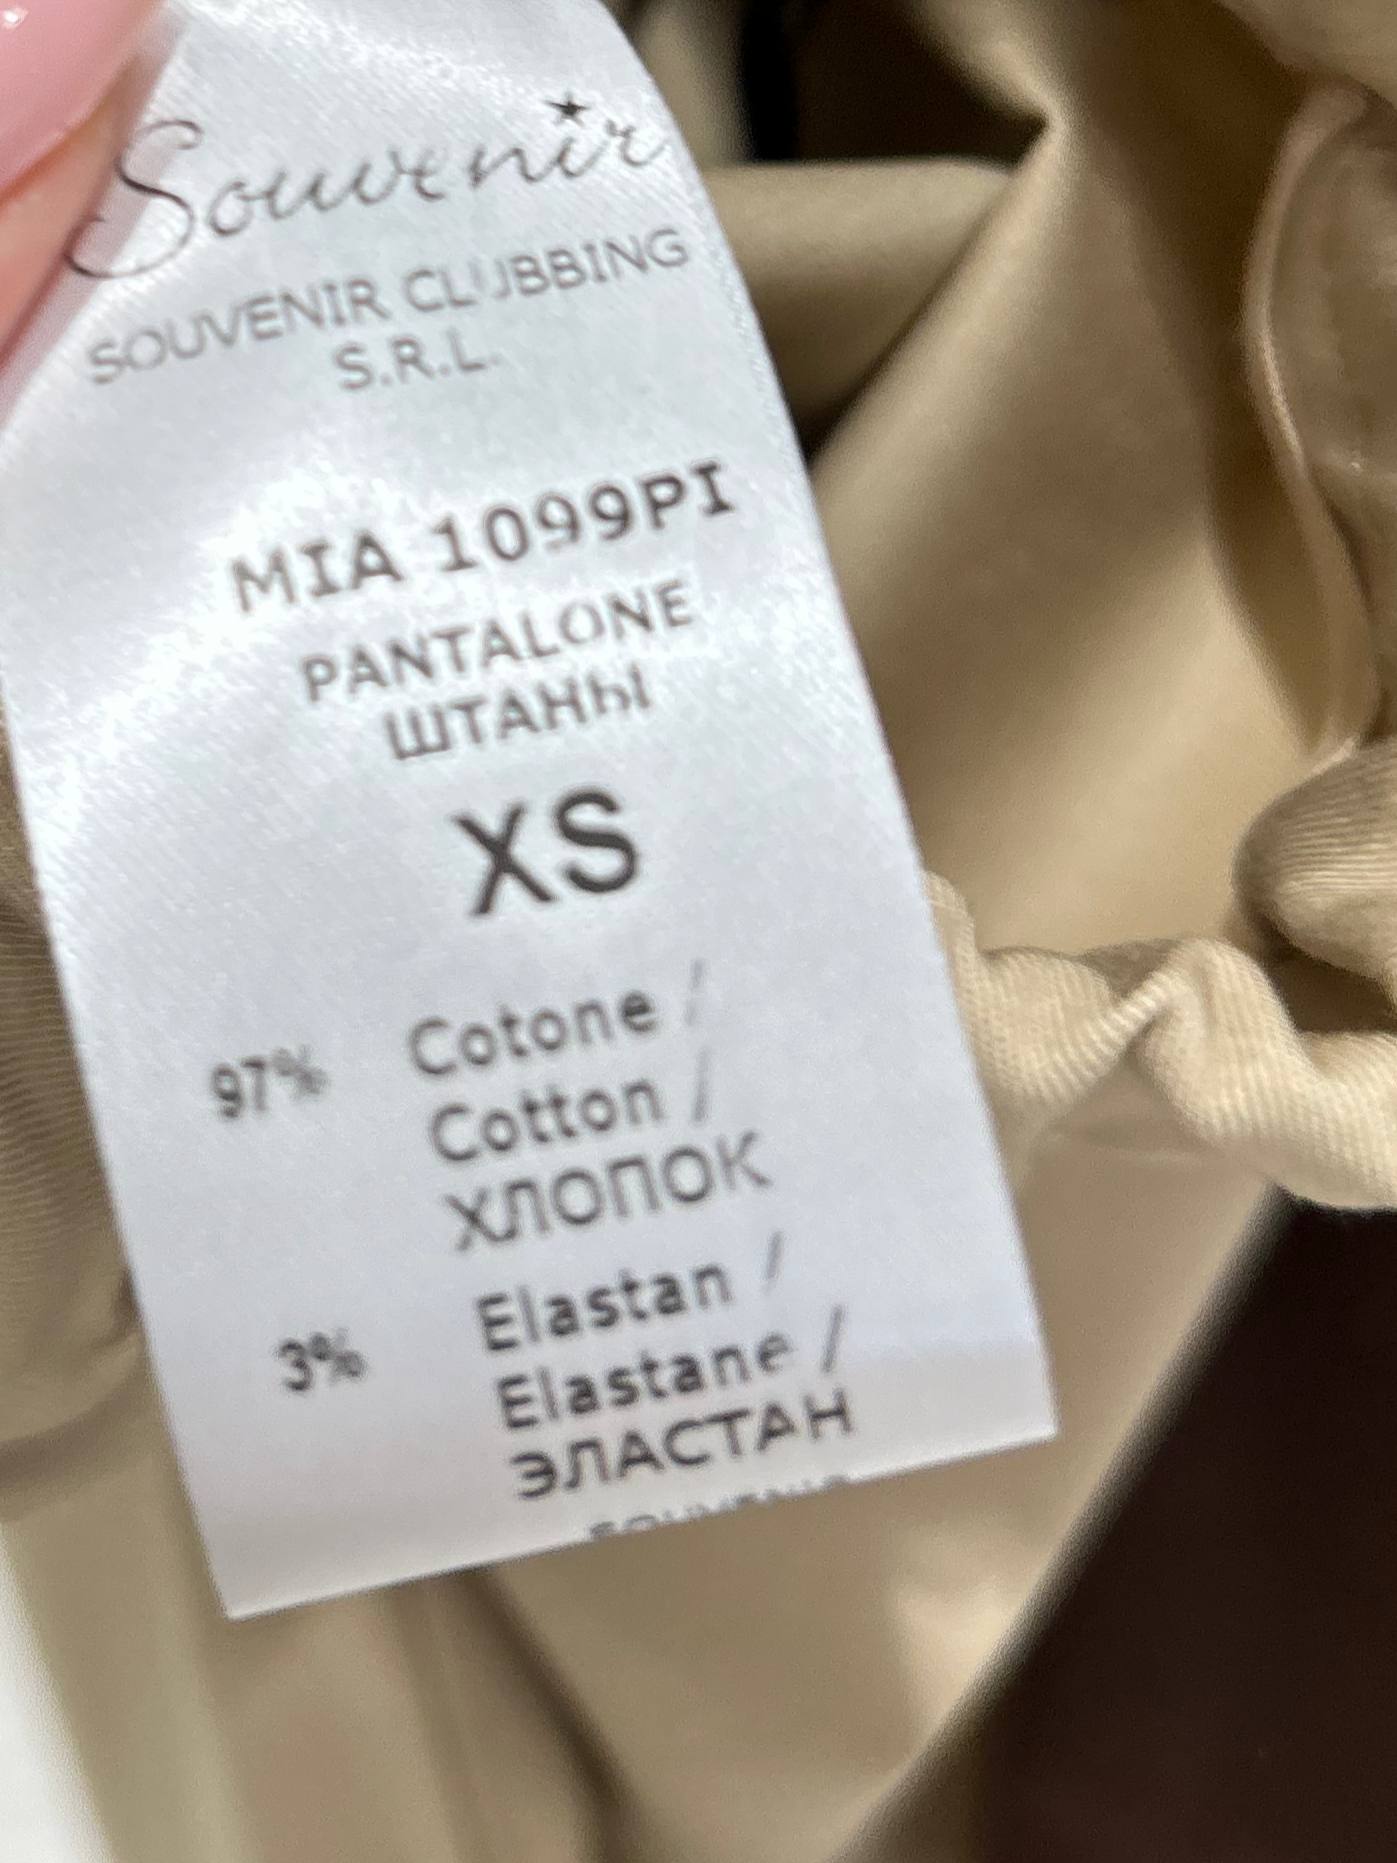 Souvenir
SOUVENIR CLUBBING
S.R.L.
MIA 1099PI
PANTALONE
ШТАНЫ
XS
97% Cotone /
Cotton /
ХЛОПОК
3% Elastan /
Elastane /
ЭЛАСТАН